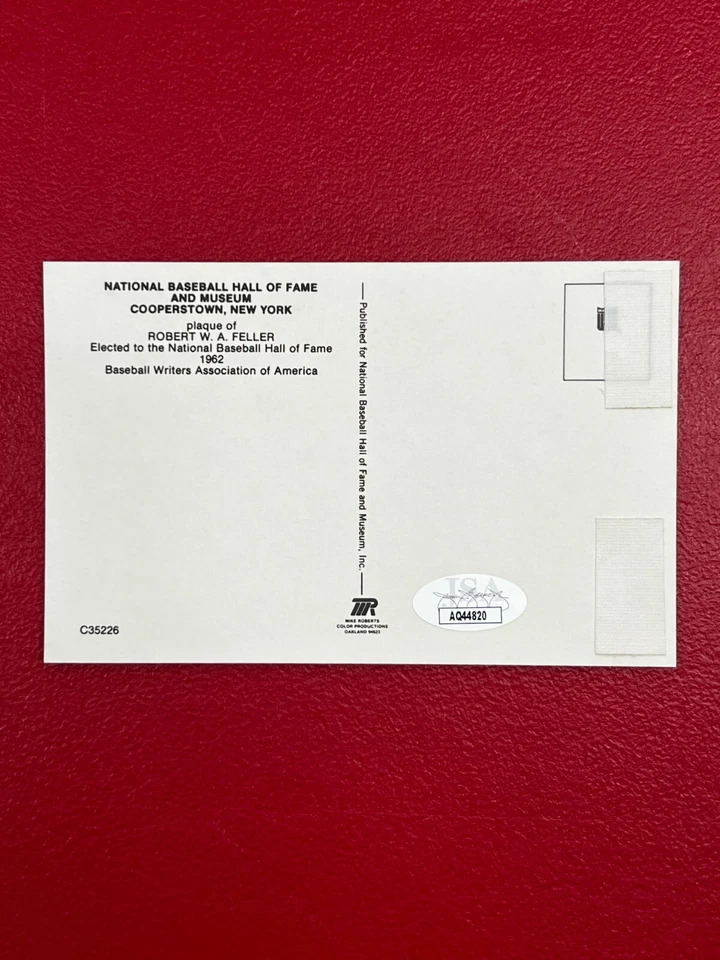 NATIONAL BASEBALL HALL OF FAME
AND MUSEUM
COOPERSTOWN, NEW YORK
plaque of
ROBERT W. A. FELLER
Elected to the National Baseball Hall of Fame
1962
Baseball Writers Association of America
Published for National Baseball Hall of Fame and Museum, Inc.
MR
MIKE ROBERTS
COLOR PRODUCTIONS
OAKLAND 94623
C35226
JSA
AQ44820